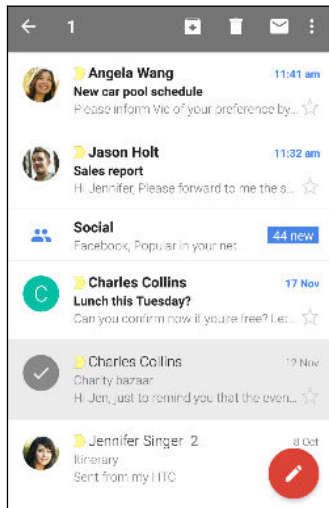 1
Angela Wang 11:41 am
New car pool schedule
Please inform Vic of your preference by...
Jason Holt 11:32 am
Sales report
Hi Jennifer, Please forward to me the s...
Social
44 new
Facebook, Popular in your net...
C
Charles Collins 17 Nov
Lunch this Tuesday?
Can you confirm now if you're free? Let...
Charles Collins 12 Nov
Charity bazaar
Hi Jen, just to remind you that the even...
Jennifer Singer 2 8 Oct
Itinerary
Sent from my HTC